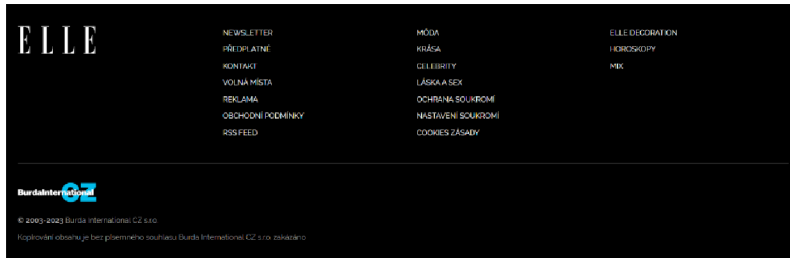 ELLE
NEWSLETTER
PŘEDPLATNÉ
KONTAKT
VOLNÁ MÍSTA
REKLAMA
OBCHODNÍ PODMÍNKY
RSS FEED
MÓDA
KRÁSA
CELEBRITY
LÁSKA A SEX
OCHRANA SOUKROMÍ
NASTAVENÍ SOUKROMÍ
COOKIES ZÁSADY
ELLE DECORATION
HOROSKOPY
MIX
BurdaInternational CZ
© 2003-2023 Burda International CZ s.r.o.
Kopírování obsahu je bez písemného souhlasu Burda International CZ s.r.o. zakázáno